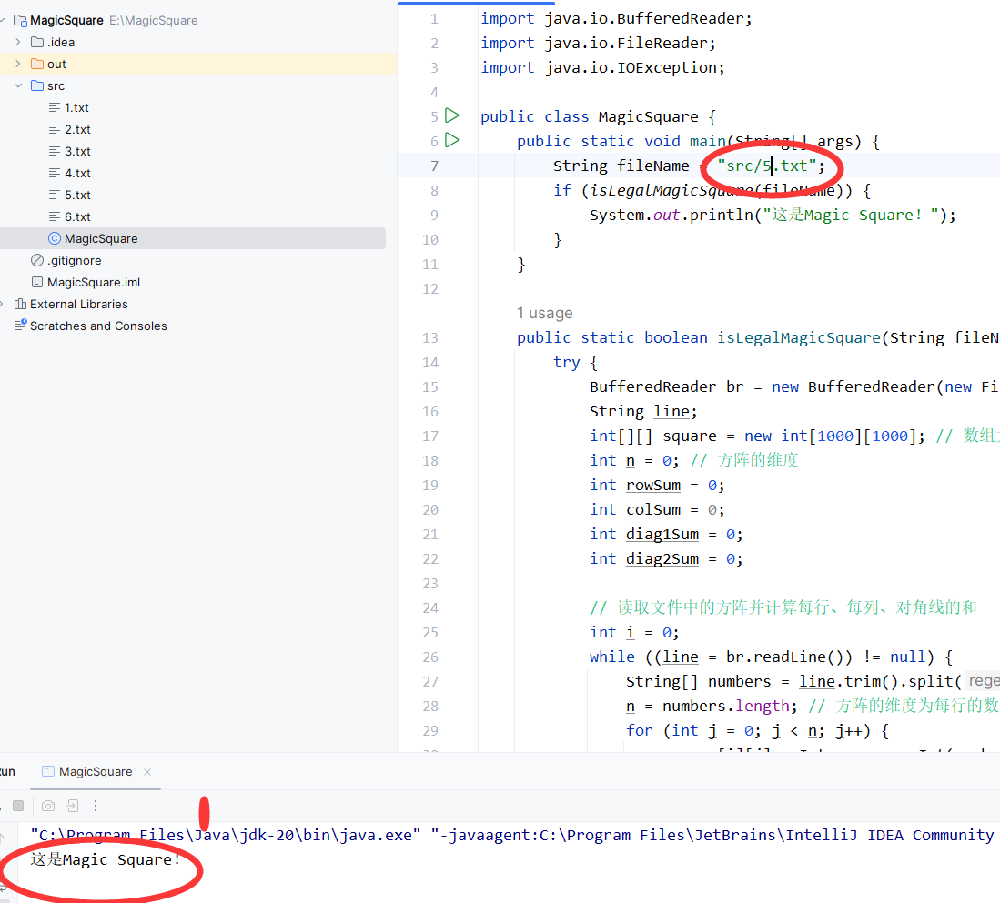 MagicSquare E:\MagicSquare
.idea
out
src
1.txt
2.txt
3.txt
4.txt
5.txt
6.txt
MagicSquare
.gitignore
MagicSquare.iml
External Libraries
Scratches and Consoles
1 import java.io.BufferedReader;
2 import java.io.FileReader;
3 import java.io.IOException;
4
5 public class MagicSquare {
6 public static void main(String[] args) {
7 String fileName = "src/5.txt";
8 if (isLegalMagicSquare(fileName)) {
9 System.out.println("这是Magic Square! ");
10 }
11 }
12
1 usage
13 public static boolean isLegalMagicSquare(String fileN
14 try {
15 BufferedReader br = new BufferedReader(new Fi
16 String line;
17 int[][] square = new int[1000][1000]; // 数组
18 int n = 0; // 方阵的维度
19 int rowSum = 0;
20 int colSum = 0;
21 int diag1Sum = 0;
22 int diag2Sum = 0;
23
24 // 读取文件中的方阵并计算每行、每列、对角线的和
25 int i = 0;
26 while ((line = br.readLine()) != null) {
27 String[] numbers = line.trim().split( rege
28 n = numbers.length; // 方阵的维度为每行的数
29 for (int j = 0; j < n; j++) {
un
MagicSquare
"C:\Program Files\Java\jdk-20\bin\java.exe" "-javaagent:C:\Program Files\JetBrains\IntelliJ IDEA Community
这是Magic Square!